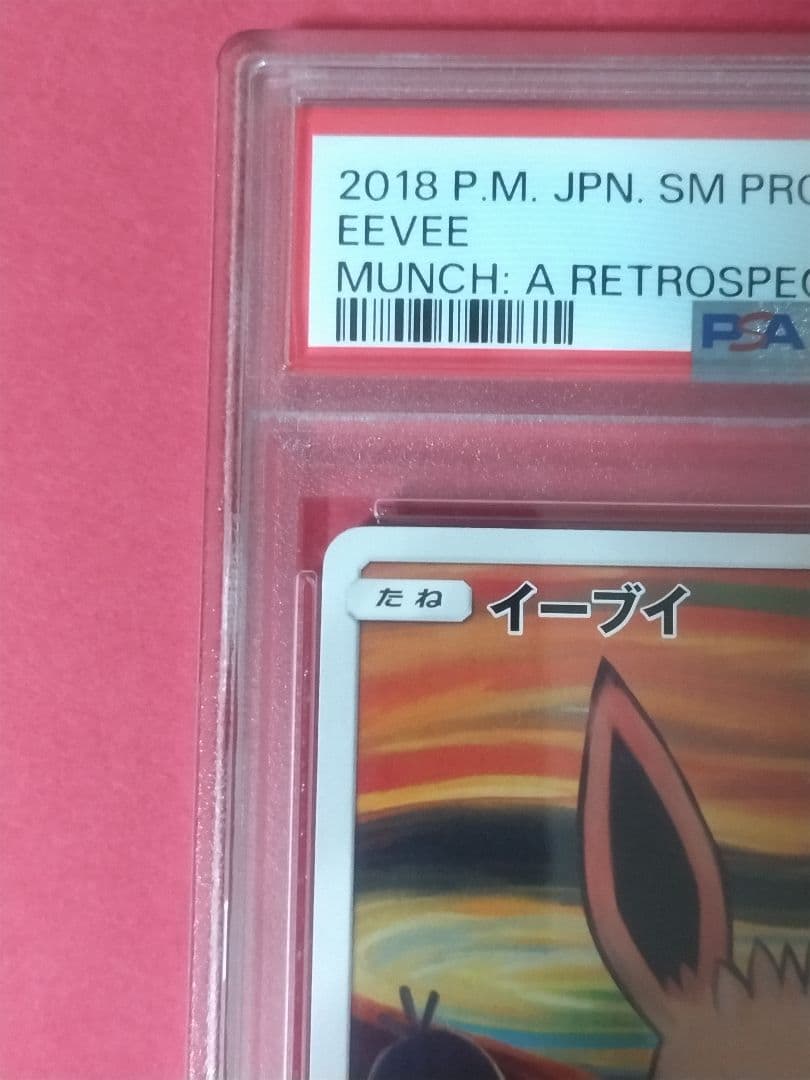 2018 P.M. JPN. SM PRO
EEVEE
MUNCH: A RETROSPEC
PSA
たね イーブイ